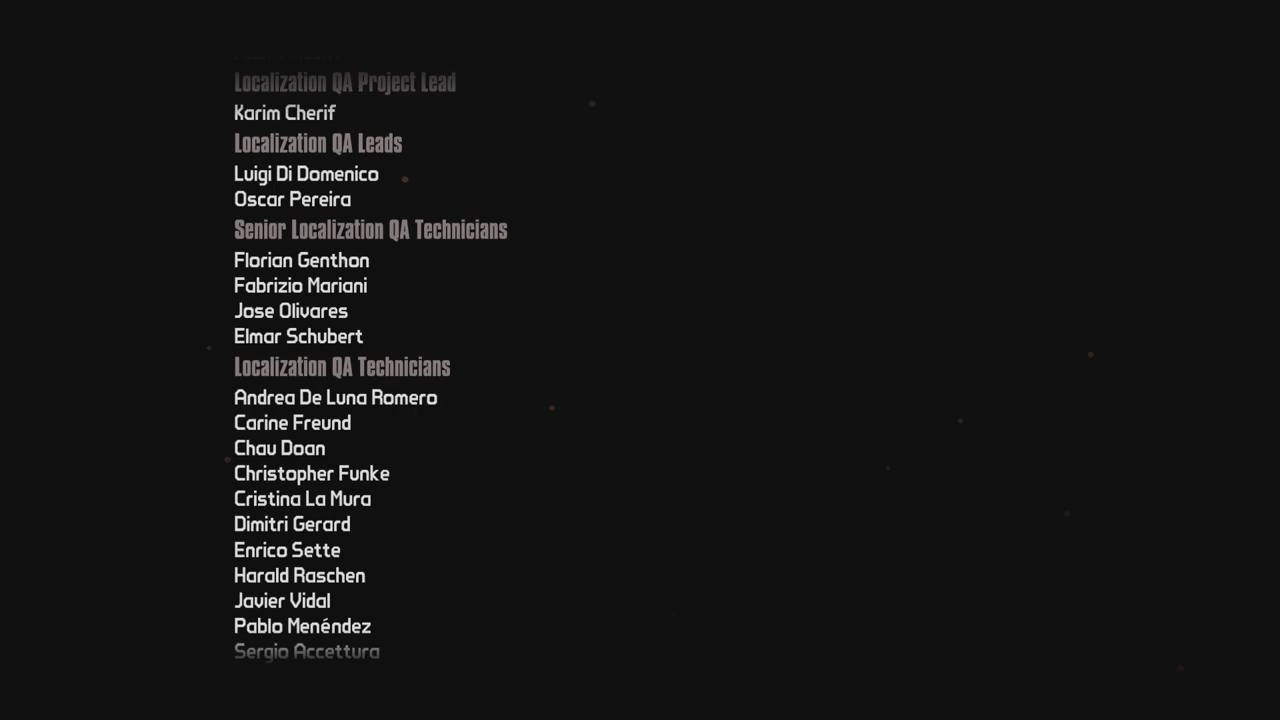 Localization QA Project Lead
Karim Cherif
Localization QA Leads
Luigi Di Domenico
Oscar Pereira
Senior Localization QA Technicians
Florian Genthon
Fabrizio Mariani
Jose Olivares
Elmar Schubert
Localization QA Technicians
Andrea De Luna Romero
Carine Freund
Chau Doan
Christopher Funke
Cristina La Mura
Dimitri Gerard
Enrico Sette
Harald Raschen
Javier Vidal
Pablo Menéndez
Sergio Accettura